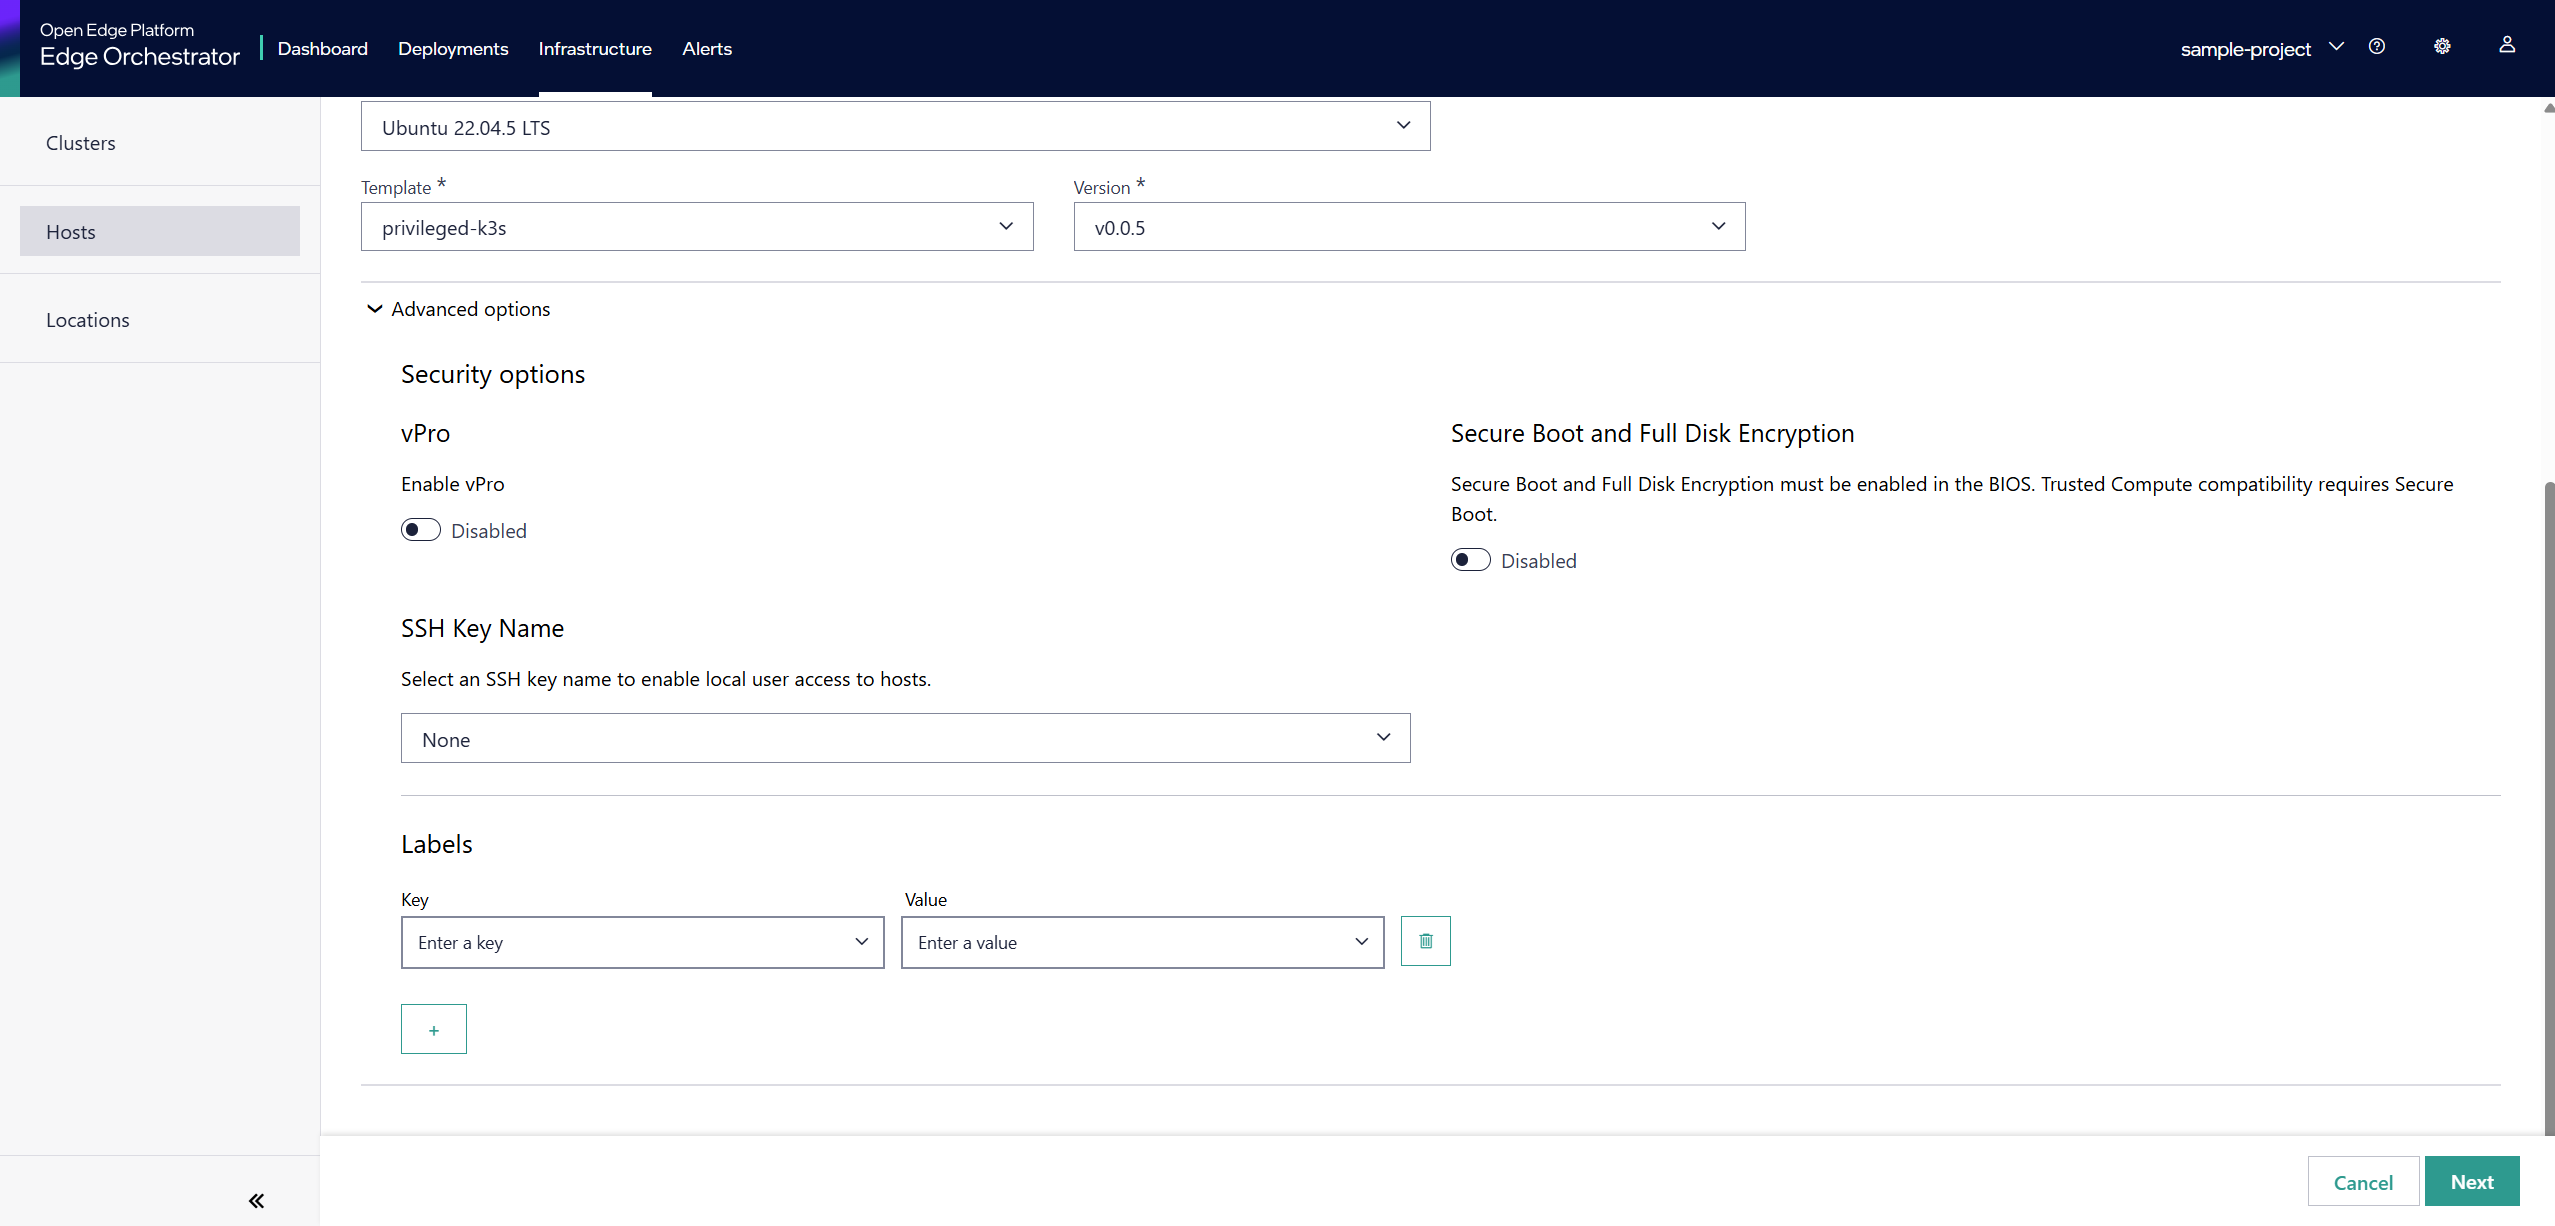 Open Edge Platform
Edge Orchestrator
Dashboard
Deployments
Infrastructure
Alerts
sample-project
Clusters
Hosts
Locations
Ubuntu 22.04.5 LTS
Template *
Version *
privileged-k3s
v0.0.5
Advanced options
Security options
vPro
Enable vPro
Disabled
Secure Boot and Full Disk Encryption
Secure Boot and Full Disk Encryption must be enabled in the BIOS. Trusted Compute compatibility requires Secure
Boot.
Disabled
SSH Key Name
Select an SSH key name to enable local user access to hosts.
None
Labels
Key
Value
Enter a key
Enter a value
+
Cancel
Next